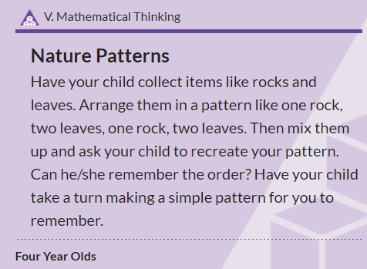 V. Mathematical Thinking
Nature Patterns
Have your child collect items like rocks and
leaves. Arrange them in a pattern like one rock,
two leaves, one rock, two leaves. Then mix them
up and ask your child to recreate your pattern.
Can he/she remember the order? Have your child
take a turn making a simple pattern for you to
remember.
Four Year Olds